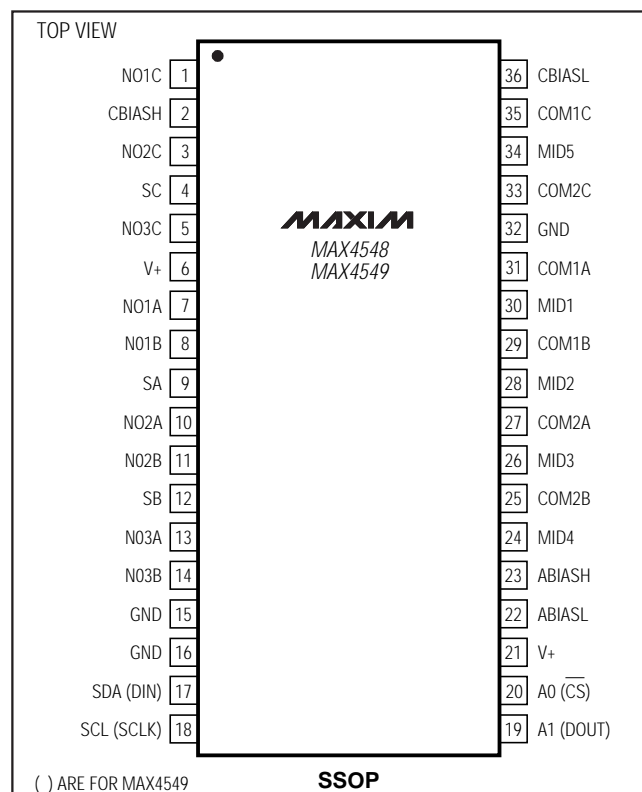 TOP VIEW
NO1C 1
CBIASH 2
NO2C 3
SC 4
NO3C 5
V+ 6
NO1A 7
N01B 8
SA 9
NO2A 10
N02B 11
SB 12
N03A 13
N03B 14
GND 15
GND 16
SDA (DIN) 17
SCL (SCLK) 18
MAXIM
MAX4548
MAX4549
36 CBIASL
35 COM1C
34 MID5
33 COM2C
32 GND
31 COM1A
30 MID1
29 COM1B
28 MID2
27 COM2A
26 MID3
25 COM2B
24 MID4
23 ABIASH
22 ABIASL
21 V+
20 A0 (C̅S̅)
19 A1 (DOUT)
( ) ARE FOR MAX4549
SSOP